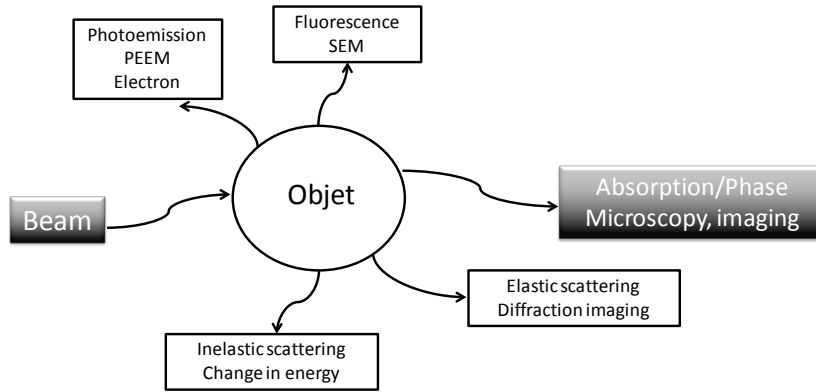 Photoemission
PEEM
Electron
Fluorescence
SEM
Beam
Objet
Absorption/Phase
Microscopy, imaging
Elastic scattering
Diffraction imaging
Inelastic scattering
Change in energy